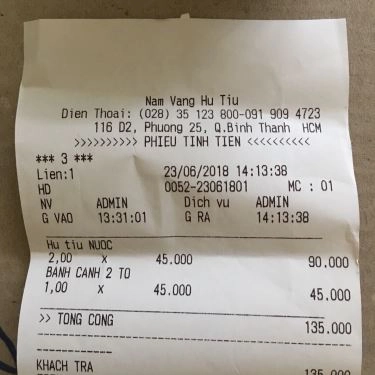 Nam Vang Hu Tiu
Dien Thoai: (028) 35 123 800-091 909 4723
116 D2, Phuong 25, Q.Binh Thanh HCM
>>>>>>>>>> PHIEU TINH TIEN <<<<<<<<<<
*** 3 ***
Lien:1 23/06/2018 14:13:38
HD 0052-23061801 MC : 01
NV ADMIN Dich vu ADMIN
G VAO 13:31:01 G RA 14:13:38
Hu tiu NUOC
2,00 x 45.000 90.000
BANH CANH 2 TO
1,00 x 45.000 45.000
>> TONG CONG 135.000
KHACH TRA 135.000